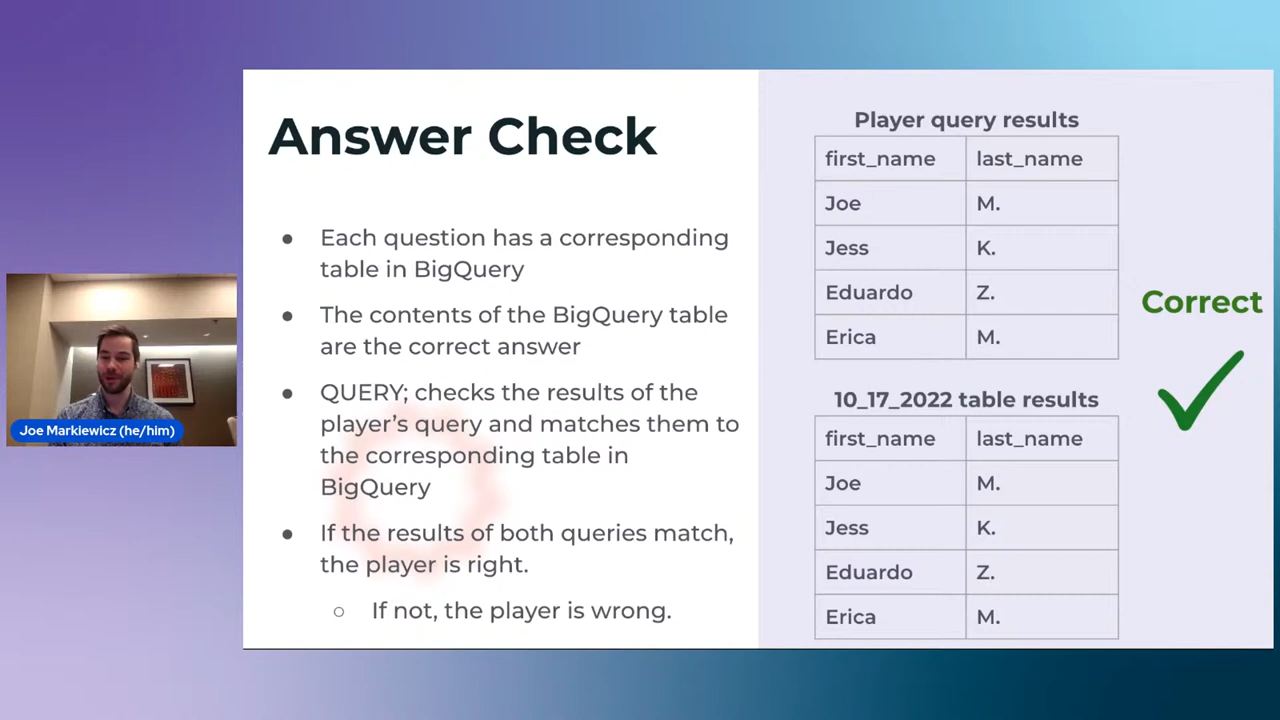 Answer Check
● Each question has a corresponding
table in BigQuery
● The contents of the BigQuery table
are the correct answer
● QUERY; checks the results of the
player’s query and matches them to
the corresponding table in
BigQuery
● If the results of both queries match,
the player is right.
○ If not, the player is wrong.
Player query results
first_name last_name
Joe M.
Jess K.
Eduardo Z.
Erica M.
10_17_2022 table results
first_name last_name
Joe M.
Jess K.
Eduardo Z.
Erica M.
Correct
Joe Markiewicz (he/him)